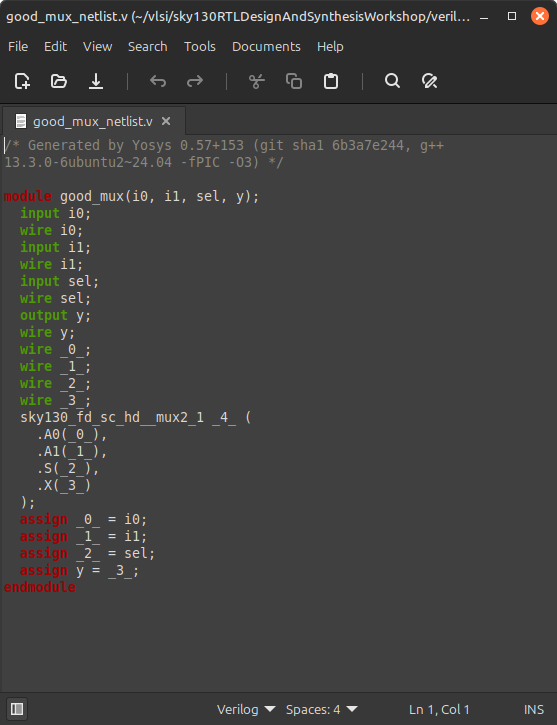 good_mux_netlist.v (~/vlsi/sky130RTLDesignAndSynthesisWorkshop/veril...
File Edit View Search Tools Documents Help
good_mux_netlist.v
/* Generated by Yosys 0.57+153 (git sha1 6b3a7e244, g++
13.3.0-6ubuntu2~24.04 -fPIC -O3) */
module good_mux(i0, i1, sel, y);
  input i0;
  wire i0;
  input i1;
  wire i1;
  input sel;
  wire sel;
  output y;
  wire y;
  wire _0_;
  wire _1_;
  wire _2_;
  wire _3_;
  sky130_fd_sc_hd__mux2_1 _4_ (
    .A0(_0_),
    .A1(_1_),
    .S(_2_),
    .X(_3_)
  );
  assign _0_ = i0;
  assign _1_ = i1;
  assign _2_ = sel;
  assign y = _3_;
endmodule
Verilog Spaces: 4 Ln 1, Col 1 INS